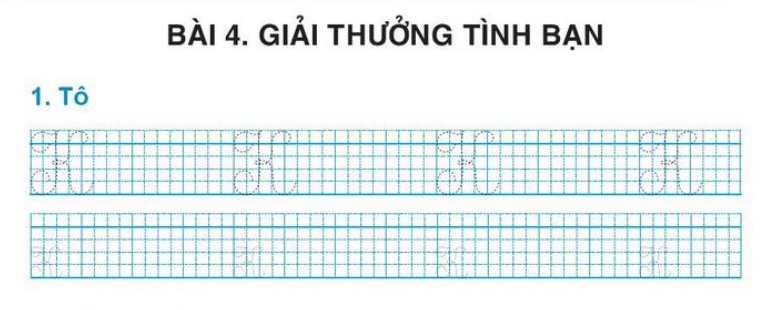 BÀI 4. GIẢI THƯỞNG TÌNH BẠN
1. Tô
K K K K
K K K K